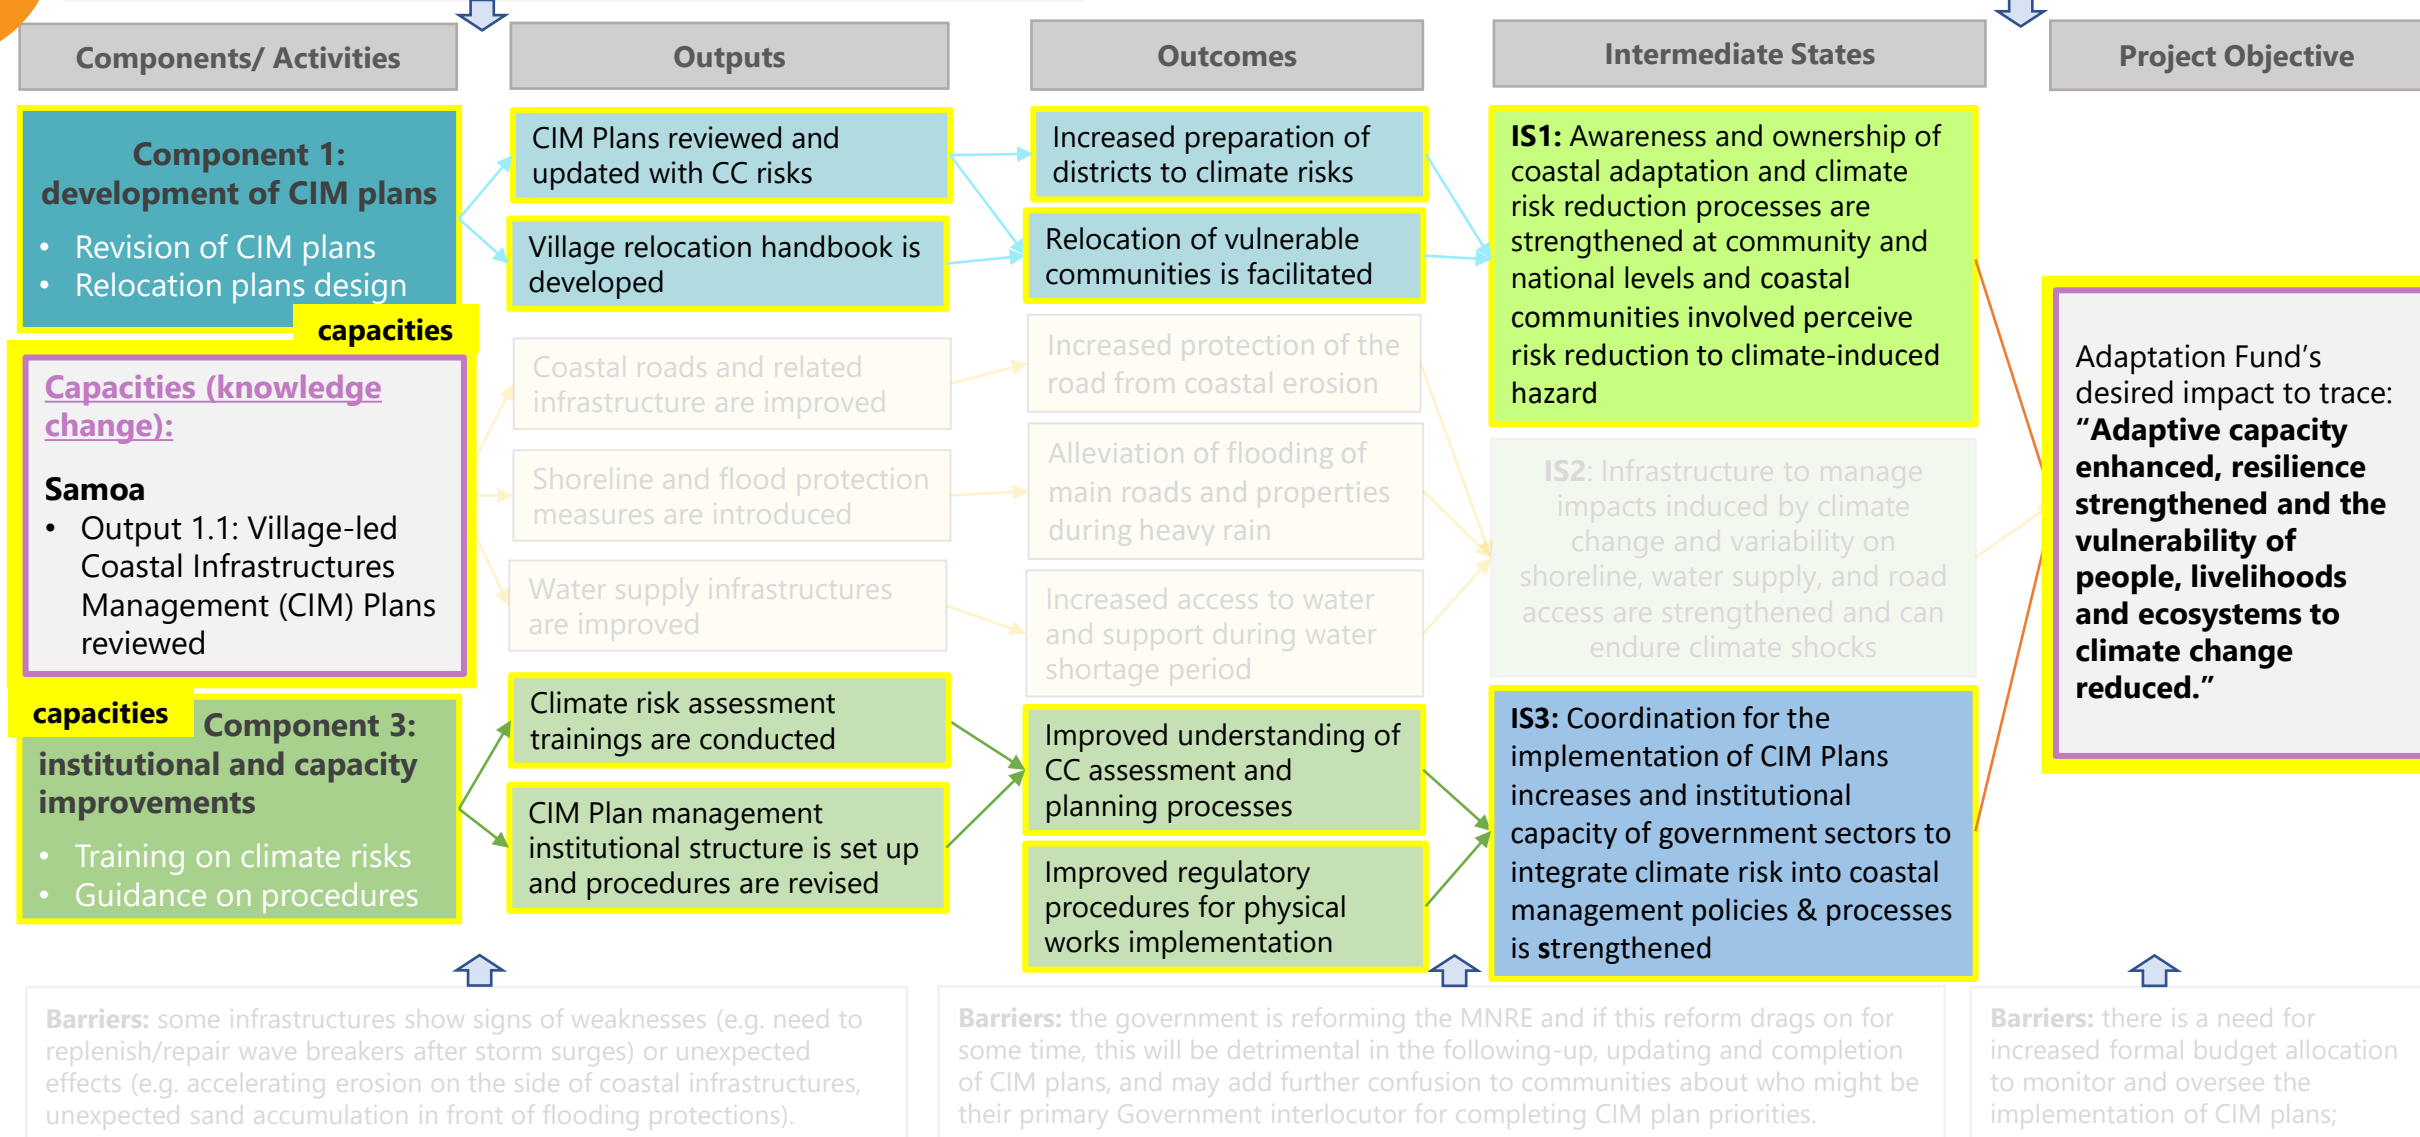 Components/ Activities
Outputs
Outcomes
Intermediate States
Project Objective
Component 1:
development of CIM plans
• Revision of CIM plans
• Relocation plans design
capacities
Capacities (knowledge
change):
Samoa
• Output 1.1: Village-led
Coastal Infrastructures
Management (CIM) Plans
reviewed
capacities
Component 3:
institutional and capacity
improvements
• Training on climate risks
• Guidance on procedures
CIM Plans reviewed and
updated with CC risks
Village relocation handbook is
developed
Coastal roads and related
infrastructure are improved
Shoreline and flood protection
measures are introduced
Water supply infrastructures
are improved
Climate risk assessment
trainings are conducted
CIM Plan management
institutional structure is set up
and procedures are revised
Increased preparation of
districts to climate risks
Relocation of vulnerable
communities is facilitated
Increased protection of the
road from coastal erosion
Alleviation of flooding of
main roads and properties
during heavy rain
Increased access to water
and support during water
shortage period
Improved understanding of
CC assessment and
planning processes
Improved regulatory
procedures for physical
works implementation
IS1: Awareness and ownership of
coastal adaptation and climate
risk reduction processes are
strengthened at community and
national levels and coastal
communities involved perceive
risk reduction to climate-induced
hazard
IS2: Infrastructure to manage
impacts induced by climate
change and variability on
shoreline, water supply, and road
access are strengthened and can
endure climate shocks
IS3: Coordination for the
implementation of CIM Plans
increases and institutional
capacity of government sectors to
integrate climate risk into coastal
management policies & processes
is strengthened
Adaptation Fund’s
desired impact to trace:
“Adaptive capacity
enhanced, resilience
strengthened and the
vulnerability of
people, livelihoods
and ecosystems to
climate change
reduced.”
Barriers: some infrastructures show signs of weaknesses (e.g. need to
replenish/repair wave breakers after storm surges) or unexpected
effects (e.g. accelerating erosion on the side of coastal infrastructures,
unexpected sand accumulation in front of flooding protections).
Barriers: the government is reforming the MNRE and if this reform drags on for
some time, this will be detrimental in the following-up, updating and completion
of CIM plans, and may add further confusion to communities about who might be
their primary Government interlocutor for completing CIM plan priorities.
Barriers: there is a need for
increased formal budget allocation
to monitor and oversee the
implementation of CIM plans;